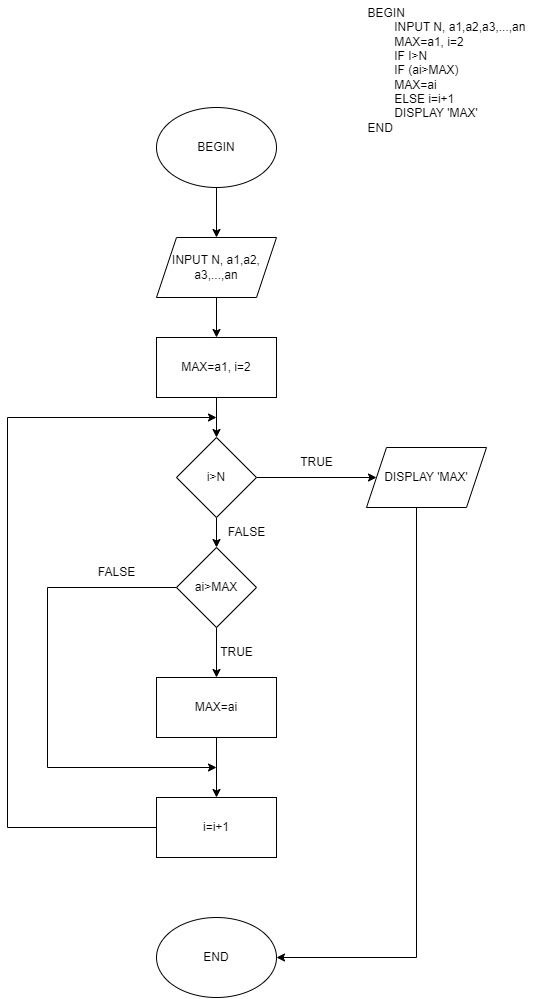 BEGIN
INPUT N, a1,a2,a3,...,an
MAX=a1, i=2
IF I>N
IF (ai>MAX)
MAX=ai
ELSE i=i+1
DISPLAY 'MAX'
END
BEGIN
INPUT N, a1,a2,
a3,...,an
MAX=a1, i=2
i>N
TRUE
DISPLAY 'MAX'
FALSE
FALSE
ai>MAX
TRUE
MAX=ai
i=i+1
END